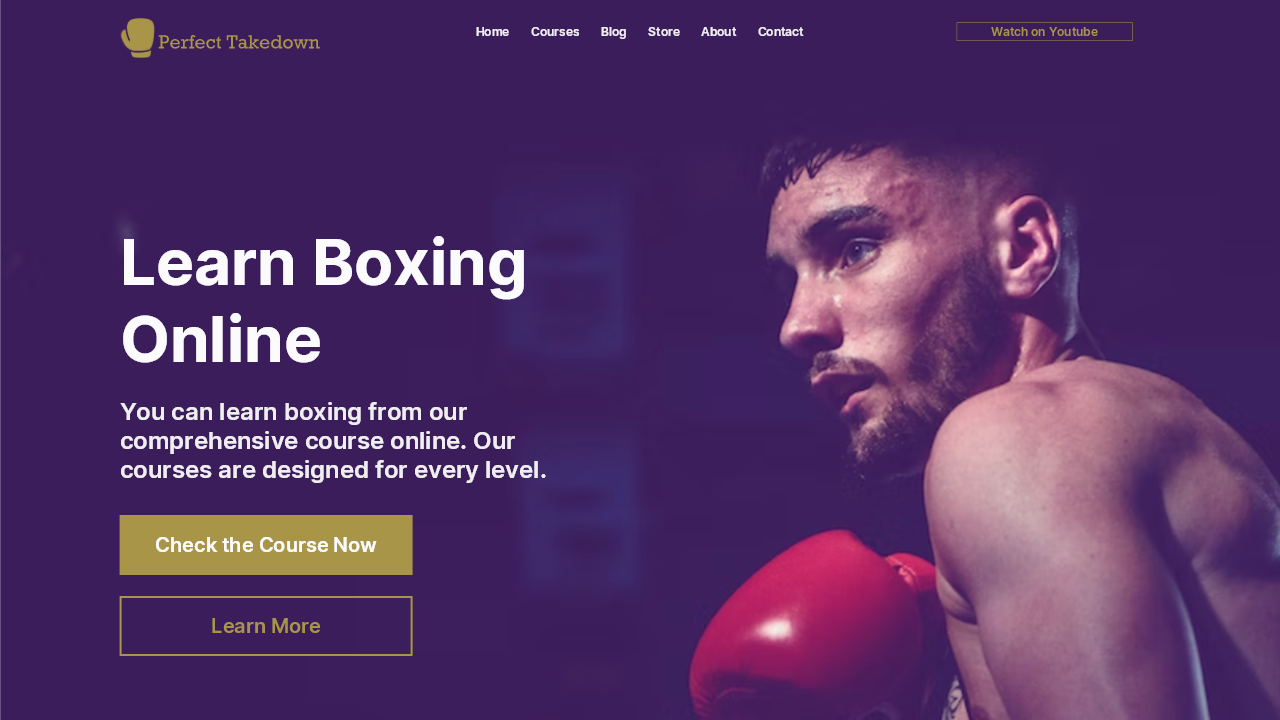 Perfect Takedown
Home Courses Blog Store About Contact
Watch on Youtube
Learn Boxing
Online
You can learn boxing from our
comprehensive course online. Our
courses are designed for every level.
Check the Course Now
Learn More